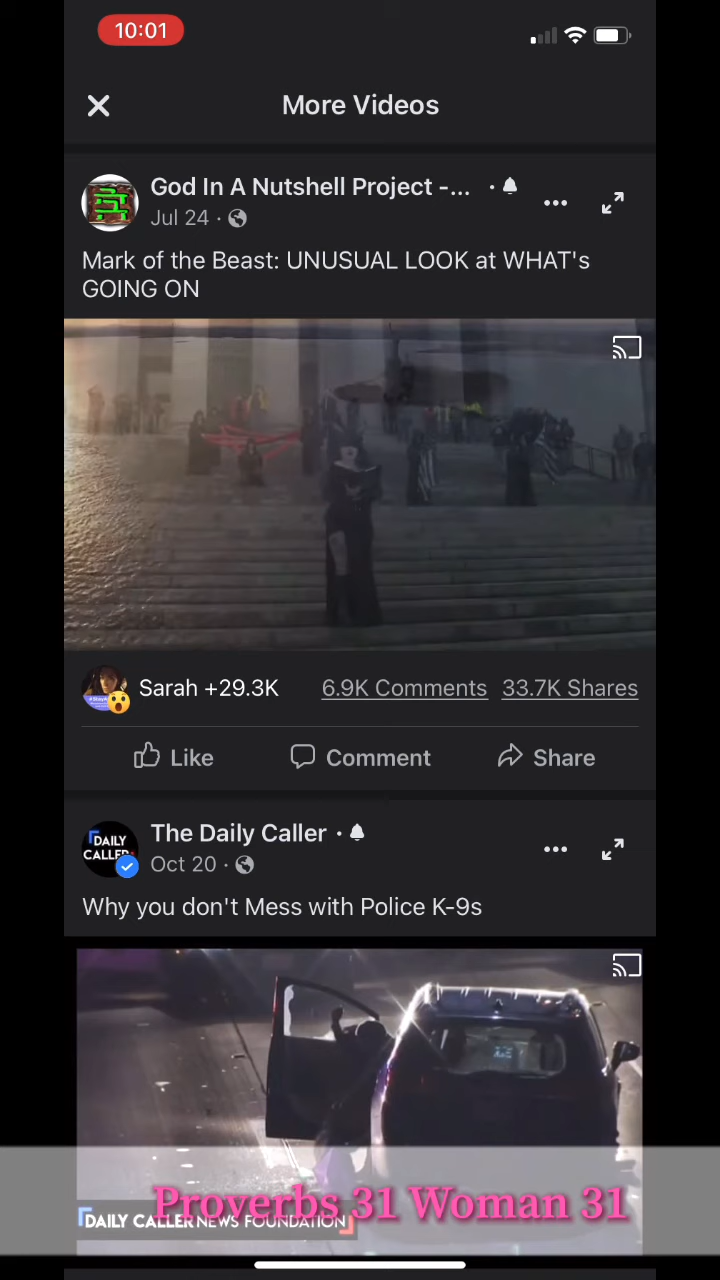 10:01
More Videos
God In A Nutshell Project -...
Jul 24
Mark of the Beast: UNUSUAL LOOK at WHAT's
GOING ON
Sarah +29.3K 6.9K Comments 33.7K Shares
Like Comment Share
DAILY
CALLER
The Daily Caller
Oct 20
Why you don't Mess with Police K-9s
Proverbs 31 Woman 31
DAILY CALLER NEWS FOUNDATION